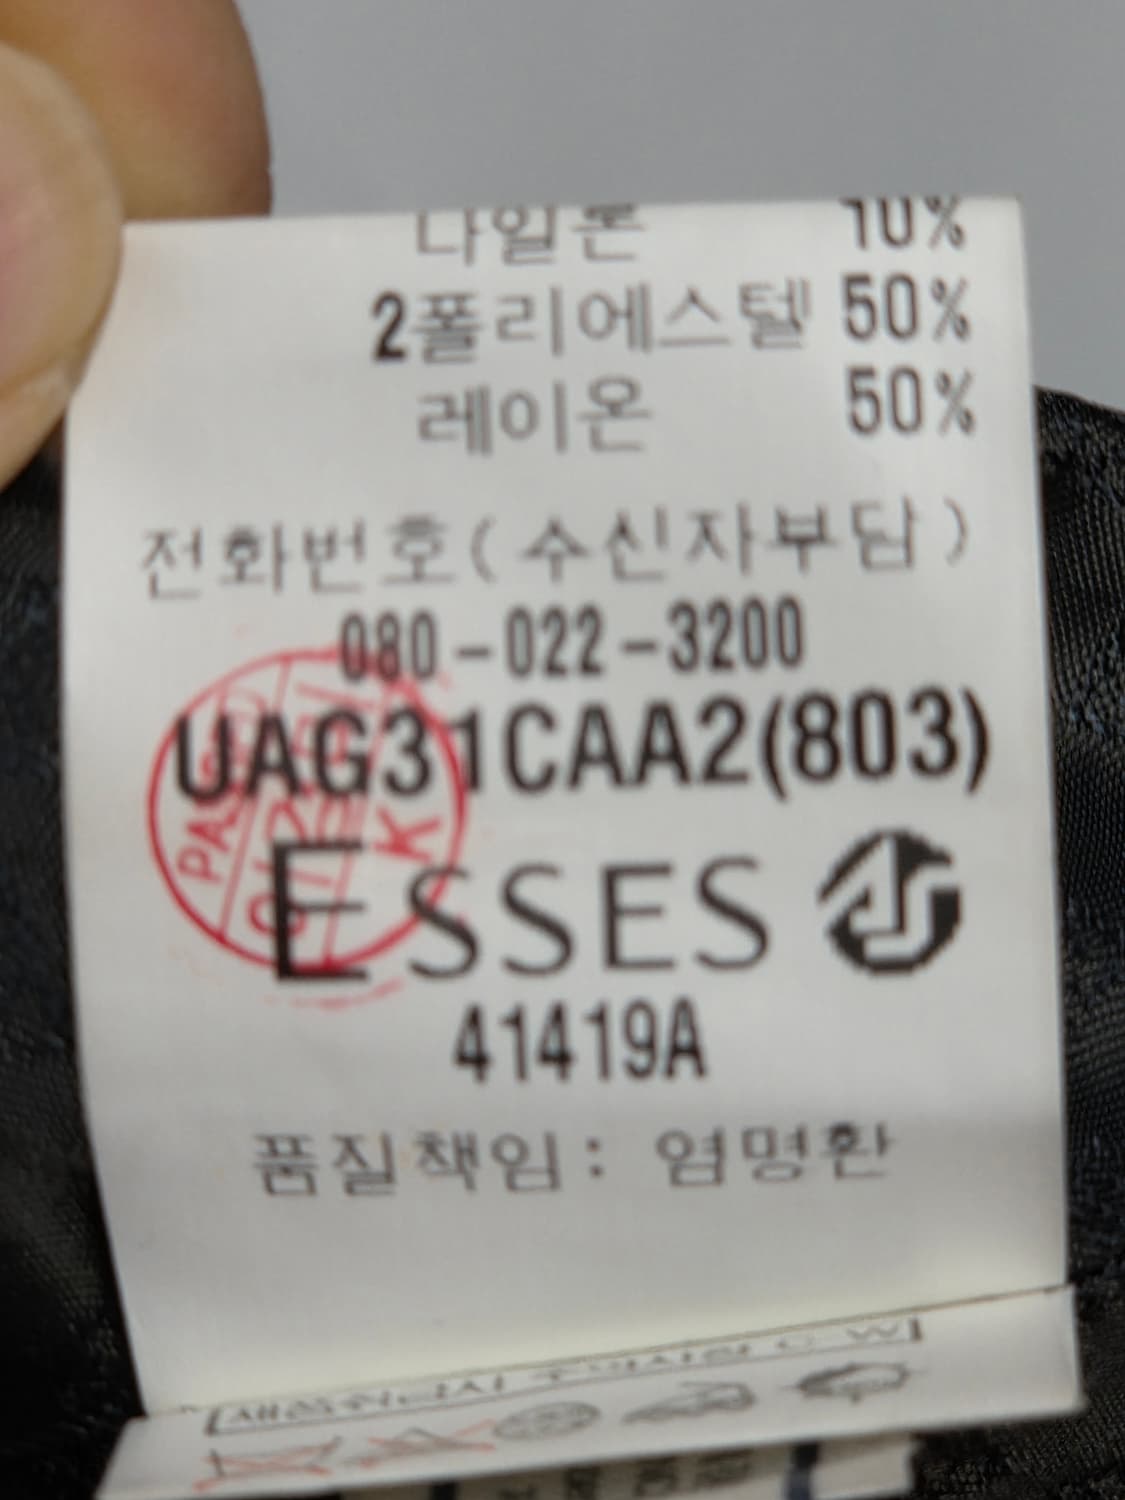 나일론 10%
2폴리에스텔 50%
레이온 50%
전화번호(수신자부담)
080-022-3200
UAG31CAA2(803)
ESSES
41419A
품질책임: 염명환